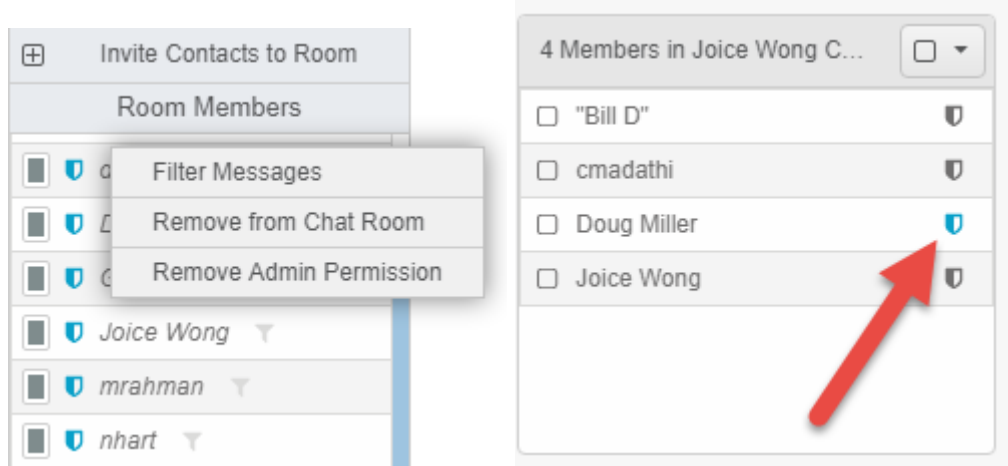 Invite Contacts to Room
Room Members
Filter Messages
Remove from Chat Room
Remove Admin Permission
Joice Wong
mrahman
nhart
4 Members in Joice Wong C...
"Bill D"
cmadathi
Doug Miller
Joice Wong